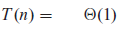 T(n) = Θ(1)